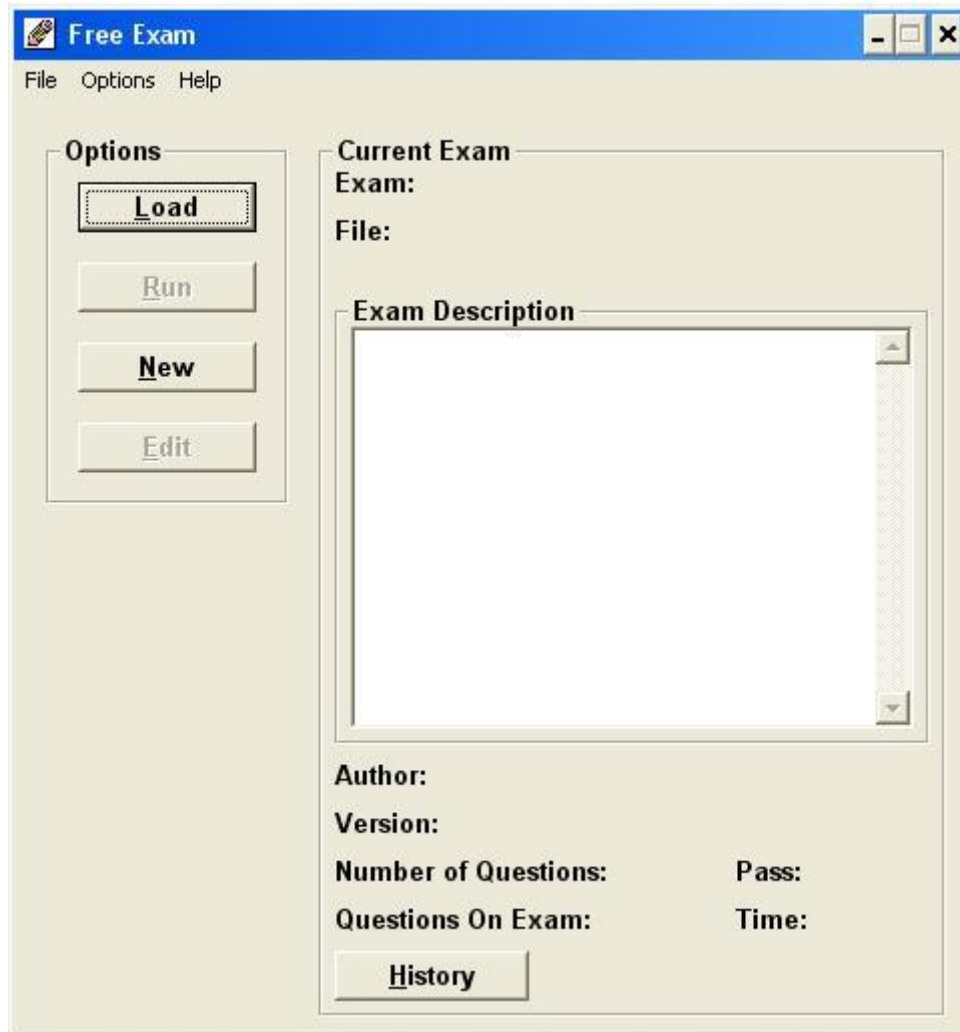 Free Exam
File Options Help
Options
Load
Run
New
Edit
Current Exam
Exam:
File:
Exam Description
Author:
Version:
Number of Questions: Pass:
Questions On Exam: Time:
History